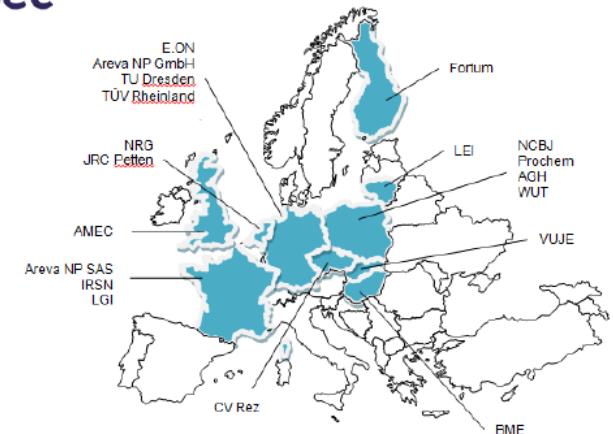 E.ON
Areva NP GmbH
TU Dresden
TÜV Rheinland
Fortum
NRG
JRC Petten
LEI
NCBJ
Prochem
AGH
WUT
AMEC
VUJE
Areva NP SAS
IRSN
LGI
CV Rez
BME